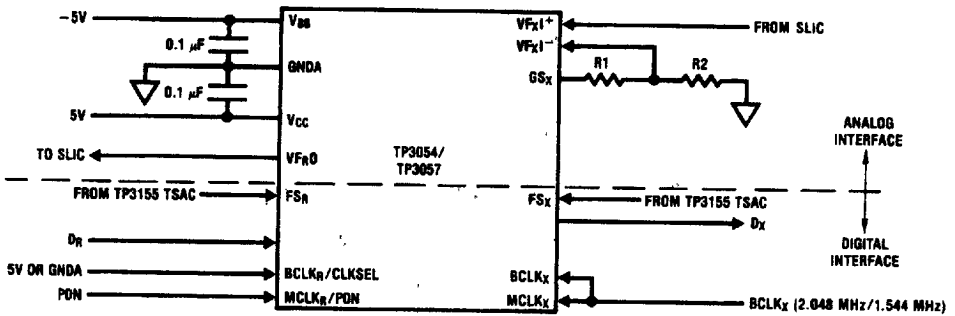 −5V
0.1 µF
0.1 µF
5V
TO SLIC
FROM TP3155 TSAC
DR
5V OR GNDA
PDN
VBB
GNDA
VCC
VFRO
FSR
BCLKR/CLKSEL
MCLKR/PDN
TP3054/
TP3057
VFXI+
VFXI−
GSX
FSX
BCLKX
MCLKX
FROM SLIC
R1
R2
ANALOG
INTERFACE
FROM TP3155 TSAC
DX
DIGITAL
INTERFACE
BCLKX (2.048 MHz/1.544 MHz)